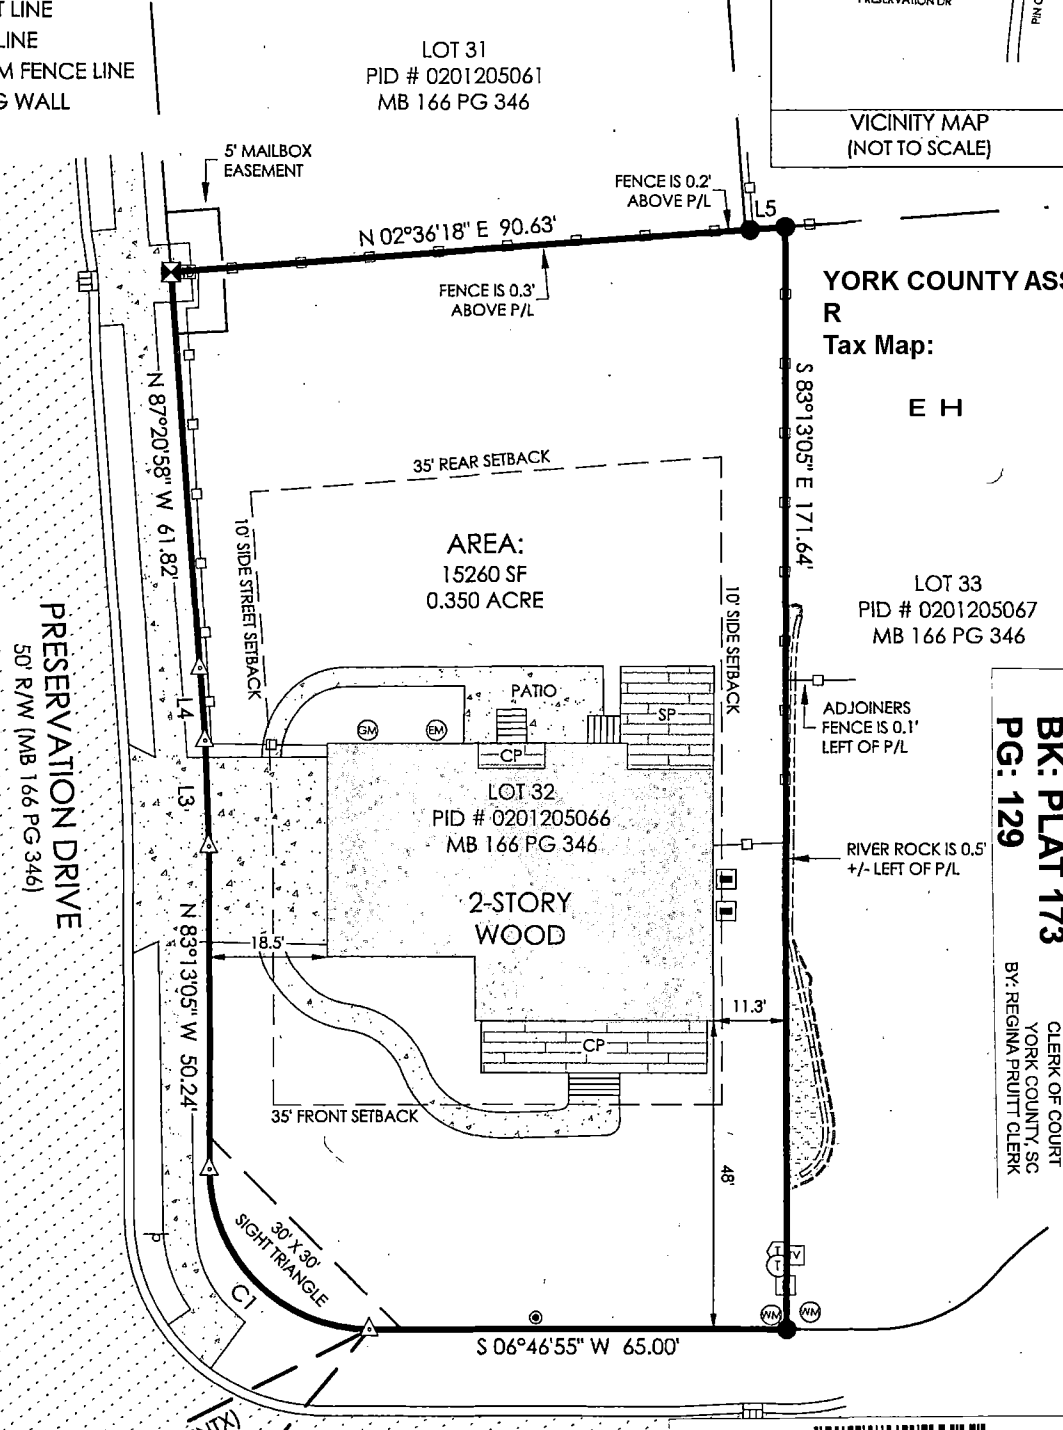 LINE
LINE
FENCE LINE
WALL
LOT 31
PID # 0201205061
MB 166 PG 346
VICINITY MAP
(NOT TO SCALE)
5' MAILBOX
EASEMENT
FENCE IS 0.2'
ABOVE P/L
L5
N 02°36'18" E 90.63'
FENCE IS 0.3'
ABOVE P/L
YORK COUNTY ASS
R
Tax Map:
E H
N 87°20'58" W 61.82'
S 83°13'05" E 171.64'
35' REAR SETBACK
10' SIDE STREET SETBACK
AREA:
15260 SF
0.350 ACRE
10' SIDE SETBACK
LOT 33
PID # 0201205067
MB 166 PG 346
PRESERVATION DRIVE
50' R/W (MB 166 PG 346)
L4
L3
PATIO
GM
EM
SP
CP
ADJOINERS
FENCE IS 0.1'
LEFT OF P/L
LOT 32
PID # 0201205066
MB 166 PG 346
2-STORY
WOOD
BK: PLAT 173
PG: 129
RIVER ROCK IS 0.5'
+/- LEFT OF P/L
CLERK OF COURT
YORK COUNTY, SC
BY: REGINA PRUITT CLERK
N 83°13'05" W 50.24'
18.5'
11.3'
CP
35' FRONT SETBACK
48'
30' X 30'
SIGHT TRIANGLE
C1
T
TV
T
WM
WM
S 06°46'55" W 65.00'